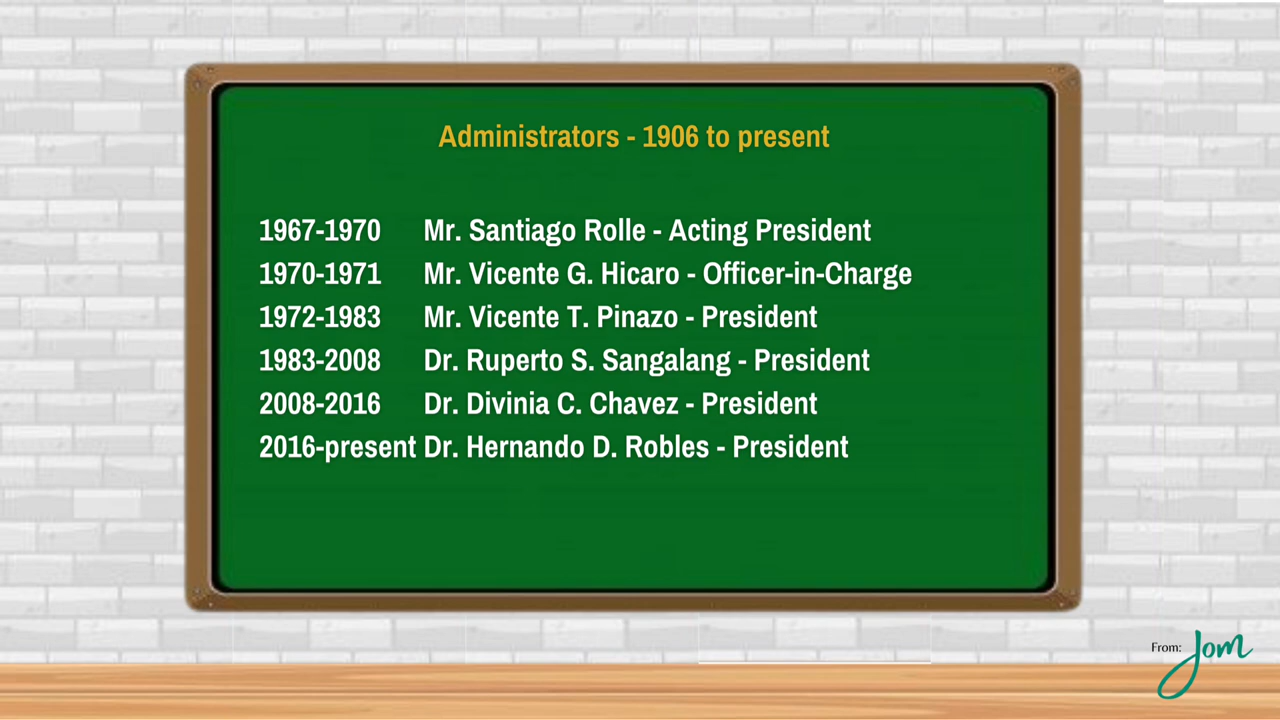 Administrators - 1906 to present
1967-1970 Mr. Santiago Rolle - Acting President
1970-1971 Mr. Vicente G. Hicaro - Officer-in-Charge
1972-1983 Mr. Vicente T. Pinazo - President
1983-2008 Dr. Ruperto S. Sangalang - President
2008-2016 Dr. Divinia C. Chavez - President
2016-present Dr. Hernando D. Robles - President
From: Jom